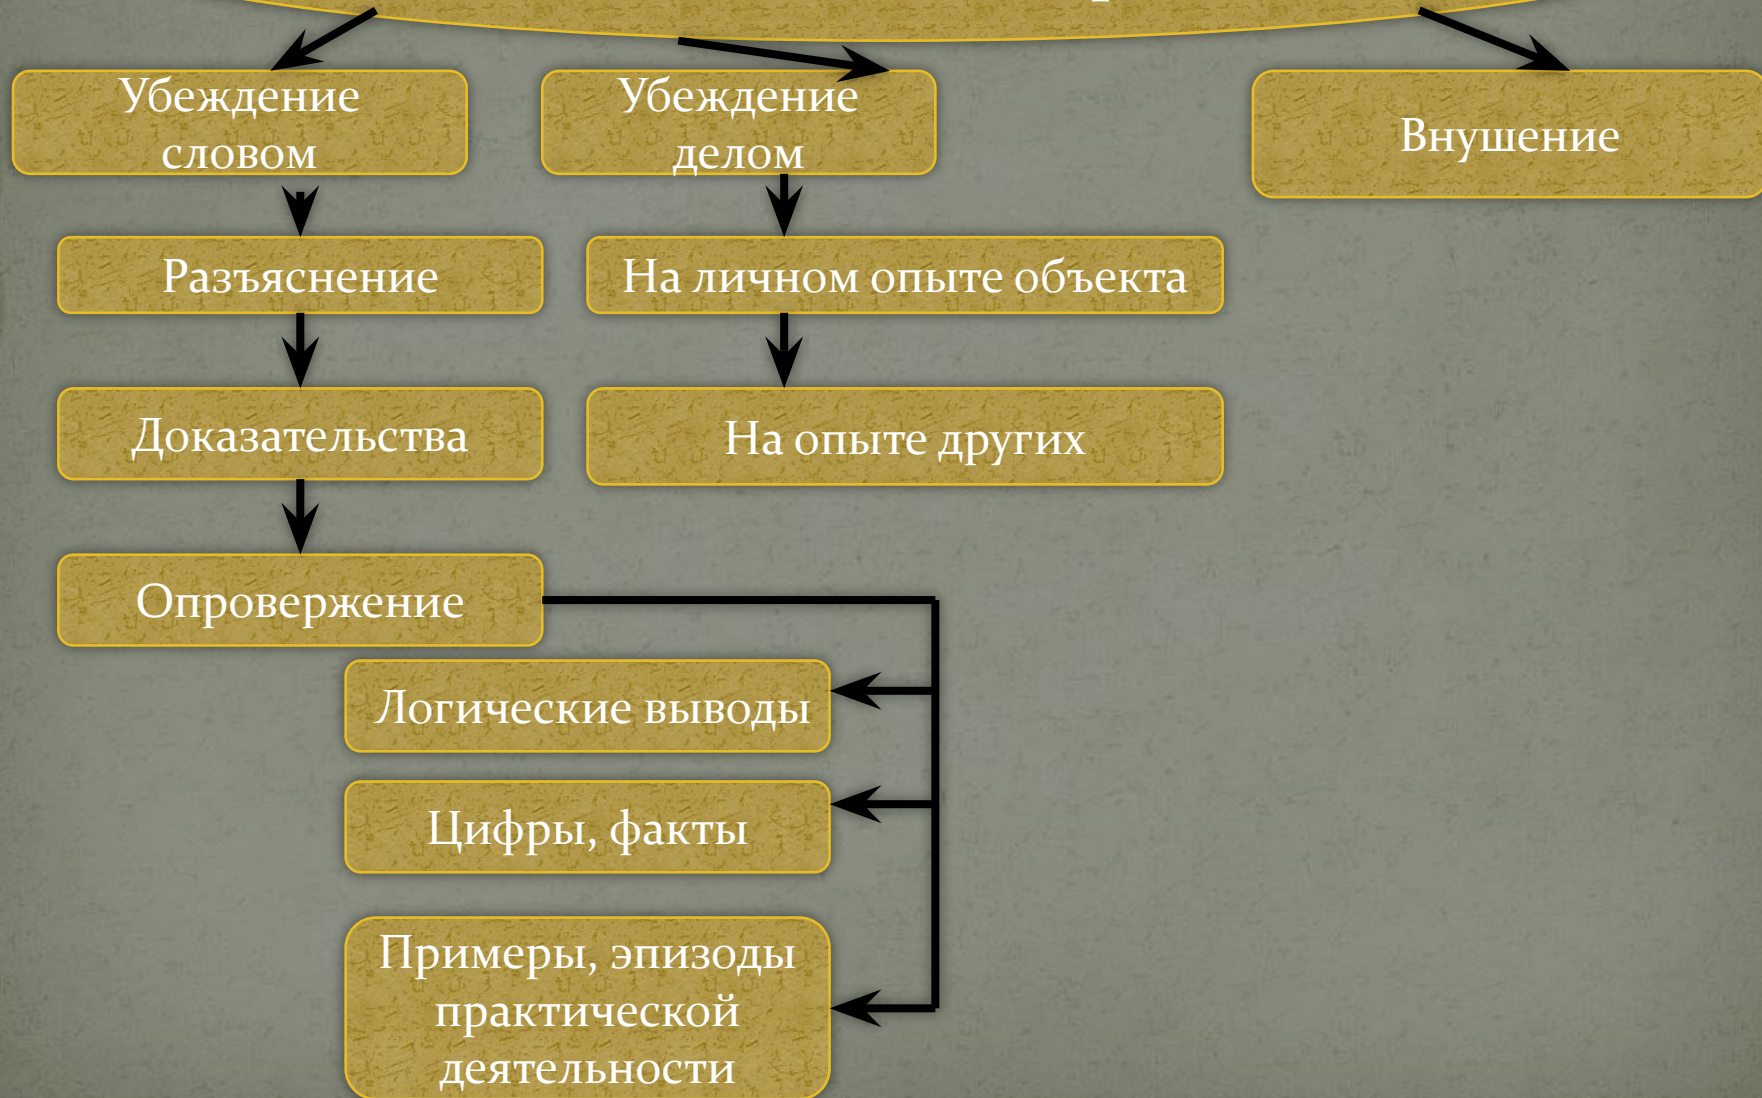 Убеждение
словом
Убеждение
делом
Внушение
Разъяснение
На личном опыте объекта
Доказательства
На опыте других
Опровержение
Логические выводы
Цифры, факты
Примеры, эпизоды
практической
деятельности